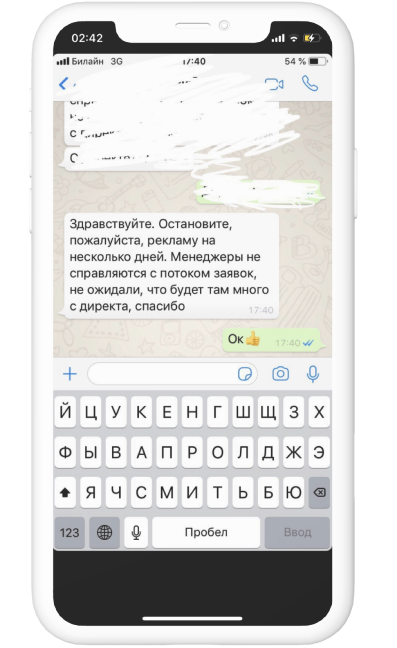 02:42
Билайн 3G 17:40 54 %
с
Здравствуйте. Остановите,
пожалуйста, рекламу на
несколько дней. Менеджеры не
справляются с потоком заявок,
не ожидали, что будет там много
с директа, спасибо
17:40
Ок👍 17:40
Й Ц У К Е Н Г Ш Щ З Х
Ф Ы В А П Р О Л Д Ж Э
Я Ч С М И Т Ь Б Ю
123 Пробел Ввод